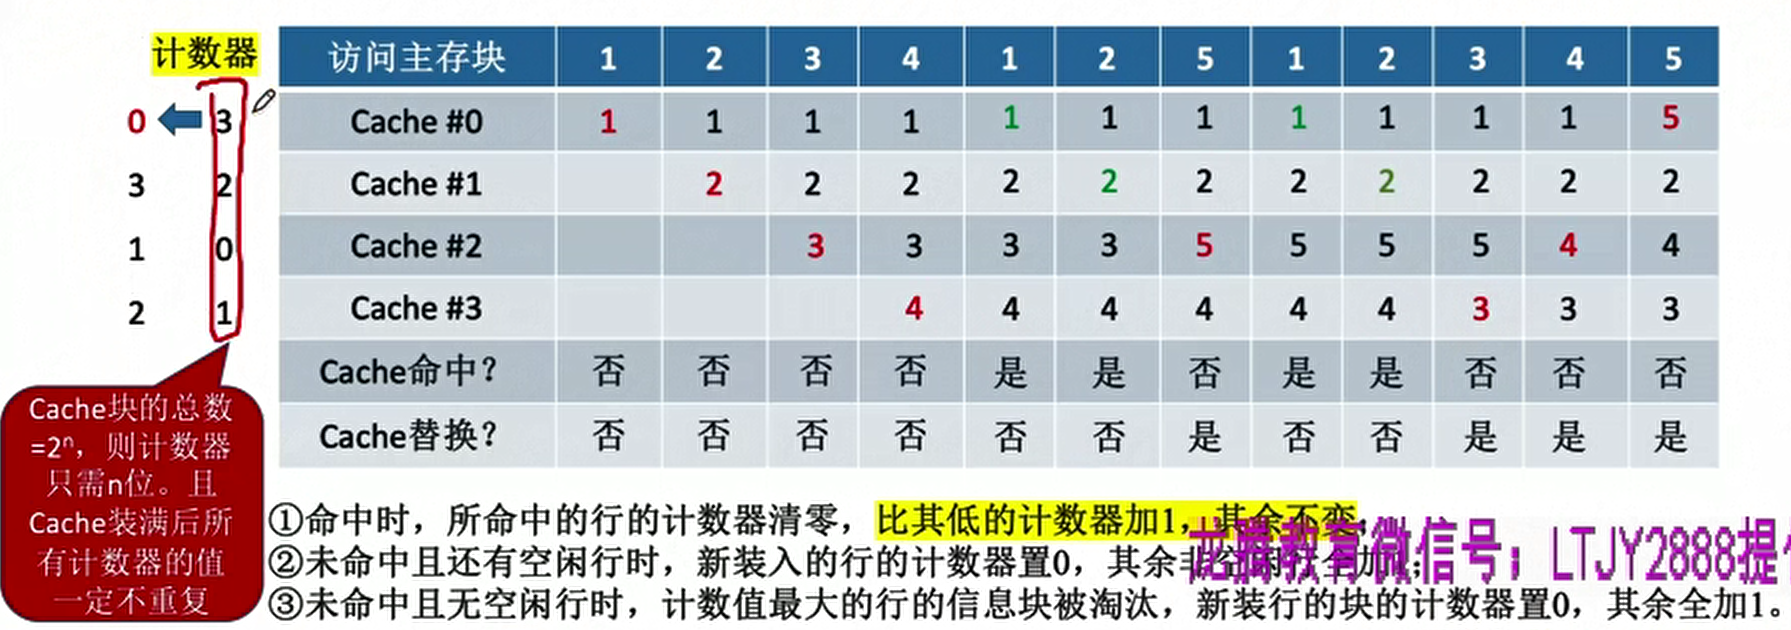 计数器
访问主存块 1 2 3 4 1 2 5 1 2 3 4 5
0 3 Cache #0 1 1 1 1 1 1 1 1 1 1 1 5
3 2 Cache #1 2 2 2 2 2 2 2 2 2 2 2
1 0 Cache #2 3 3 3 3 5 5 5 5 4 4
2 1 Cache #3 4 4 4 4 4 4 3 3 3
Cache命中? 否 否 否 否 是 是 否 是 是 否 否 否
Cache替换? 否 否 否 否 否 否 是 否 否 是 是 是
Cache块的总数
=2ⁿ，则计数器
只需n位。且
Cache装满后所
有计数器的值
一定不重复
①命中时，所命中的行的计数器清零，比其低的计数器加1，其余不变;
②未命中且还有空闲行时，新装入的行的计数器置0，其余非空闲行全加1;
③未命中且无空闲行时，计数值最大的行的信息块被淘汰，新装行的块的计数器置0，其余全加1。
龙腾教育微信号；LTJY2888提